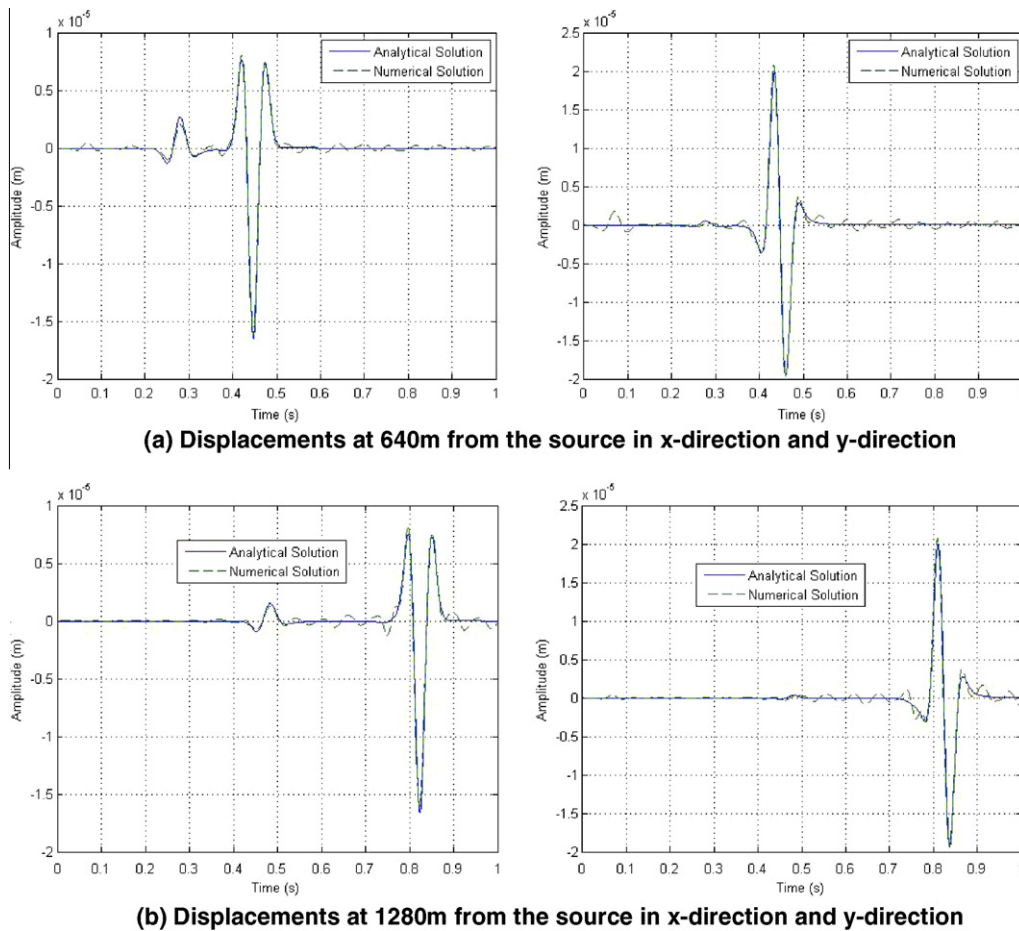 x 10-5
x 10-5
1
0.5
0
-0.5
-1
-1.5
-2
Amplitude (m)
Analytical Solution
Numerical Solution
0 0.1 0.2 0.3 0.4 0.5 0.6 0.7 0.8 0.9 1
Time (s)
2.5
2
1.5
1
0.5
0
-0.5
-1
-1.5
-2
Amplitude (m)
Analytical Solution
Numerical Solution
0 0.1 0.2 0.3 0.4 0.5 0.6 0.7 0.8 0.9 1
Time (s)
(a) Displacements at 640m from the source in x-direction and y-direction
x 10-5
x 10-5
1
0.5
0
-0.5
-1
-1.5
-2
Amplitude (m)
Analytical Solution
Numerical Solution
0 0.1 0.2 0.3 0.4 0.5 0.6 0.7 0.8 0.9 1
Time (s)
2.5
2
1.5
1
0.5
0
-0.5
-1
-1.5
-2
Amplitude (m)
Analytical Solution
Numerical Solution
0 0.1 0.2 0.3 0.4 0.5 0.6 0.7 0.8 0.9 1
Time (s)
(b) Displacements at 1280m from the source in x-direction and y-direction